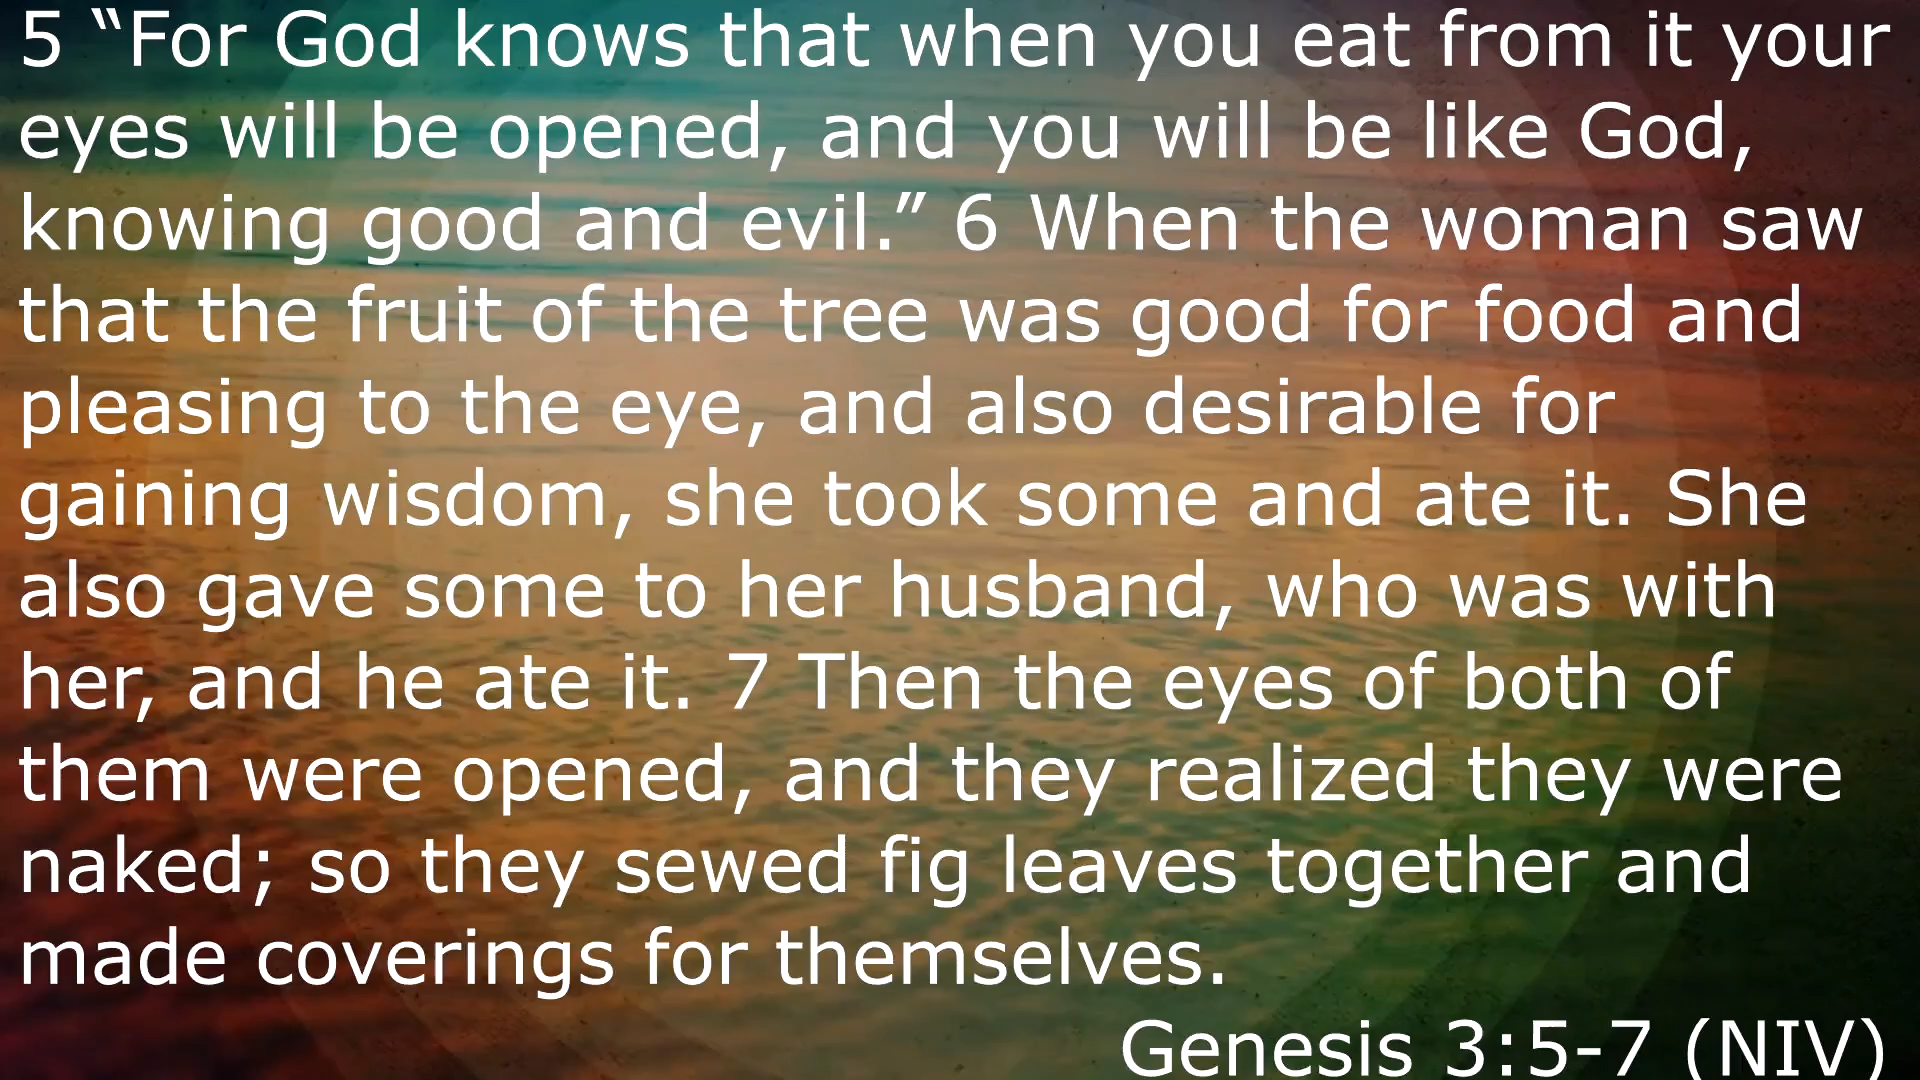 5 “For God knows that when you eat from it your
eyes will be opened, and you will be like God,
knowing good and evil.” 6 When the woman saw
that the fruit of the tree was good for food and
pleasing to the eye, and also desirable for
gaining wisdom, she took some and ate it. She
also gave some to her husband, who was with
her, and he ate it. 7 Then the eyes of both of
them were opened, and they realized they were
naked; so they sewed fig leaves together and
made coverings for themselves.
Genesis 3:5-7 (NIV)